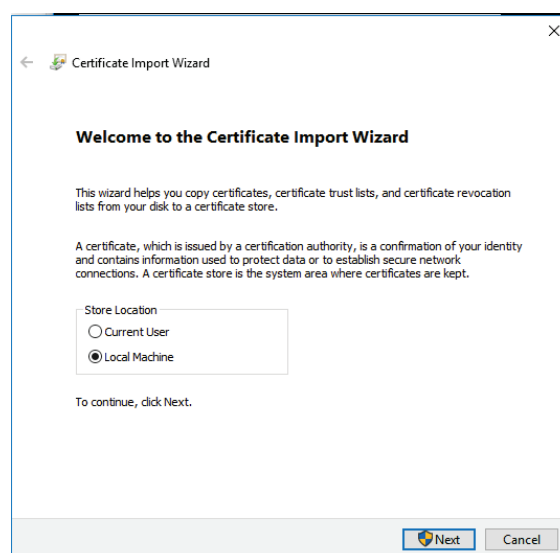 Certificate Import Wizard
Welcome to the Certificate Import Wizard
This wizard helps you copy certificates, certificate trust lists, and certificate revocation
lists from your disk to a certificate store.
A certificate, which is issued by a certification authority, is a confirmation of your identity
and contains information used to protect data or to establish secure network
connections. A certificate store is the system area where certificates are kept.
Store Location
Current User
Local Machine
To continue, click Next.
Next Cancel